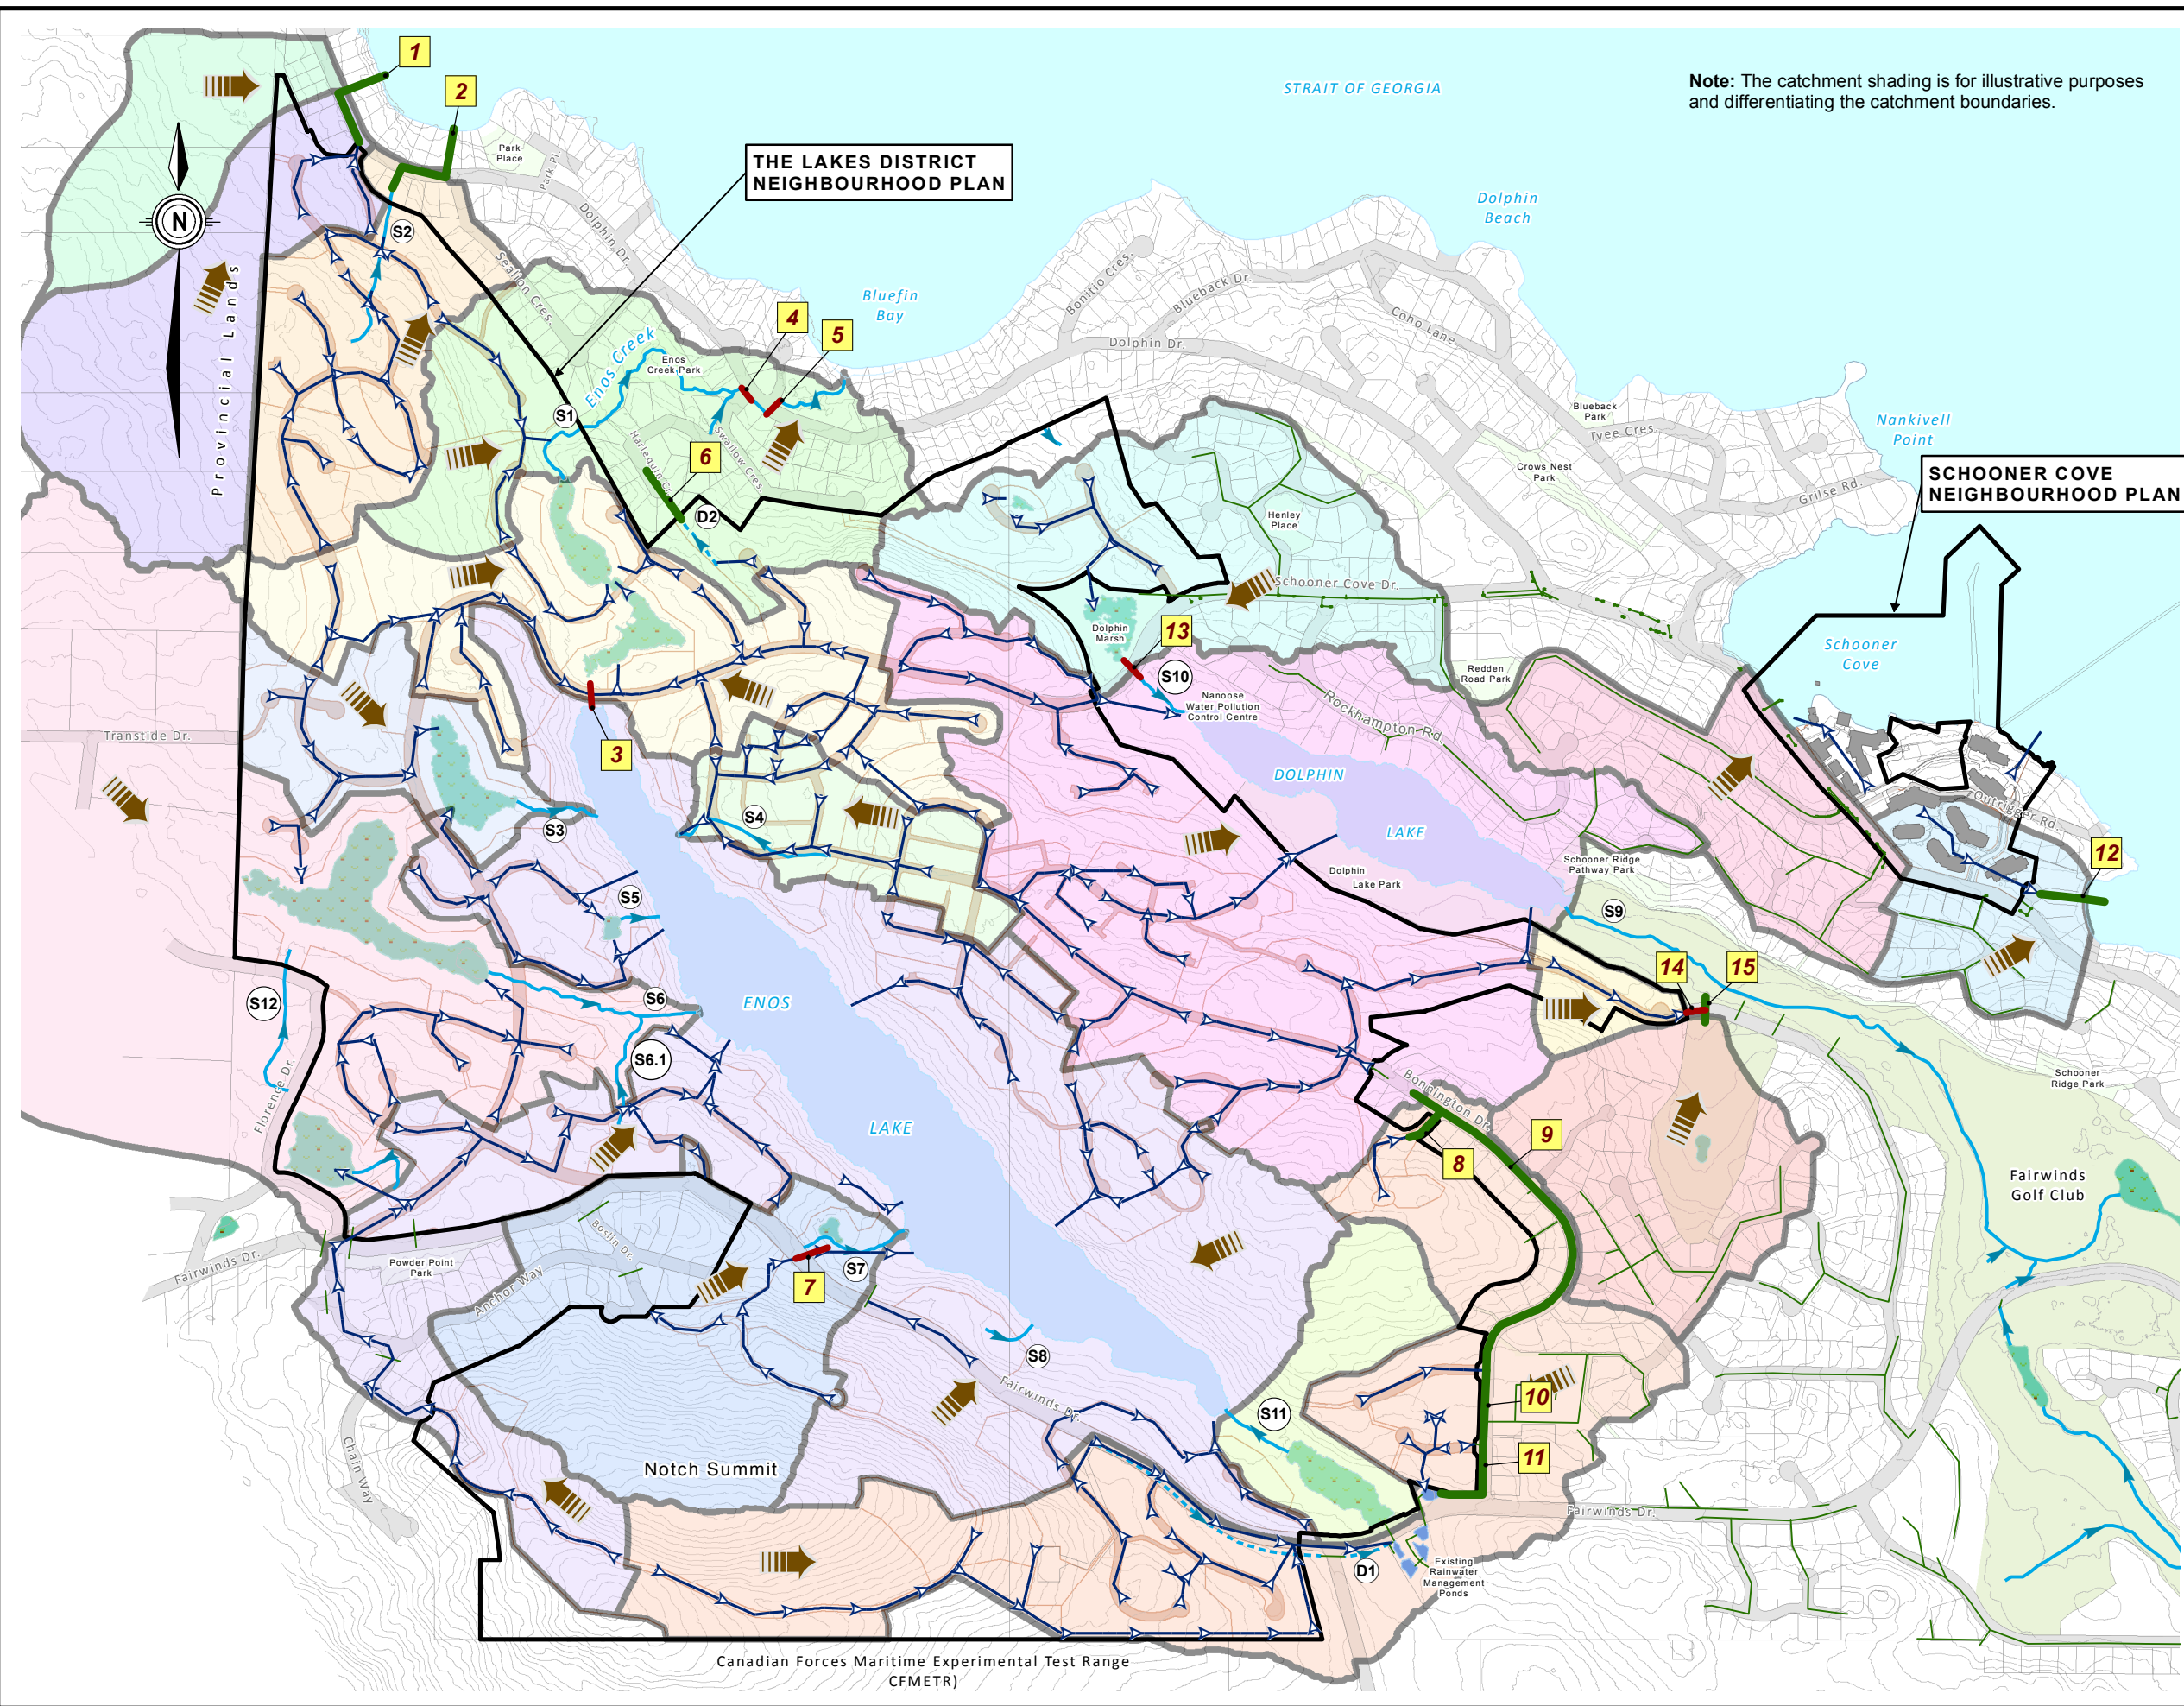 1
2
Note: The catchment shading is for illustrative purposes
and differentiating the catchment boundaries.
STRAIT OF GEORGIA
Park
Place
Park Pl.
THE LAKES DISTRICT
NEIGHBOURHOOD PLAN
N
S2
Dolphin Dr.
Dolphin
Beach
Sealion Cres.
Provincial Lands
Bluefin
Bay
Bonitio Cres.
Blueback Dr.
Coho Lane
4
5
Dolphin Dr.
Enos Creek
Enos
Creek Park
S1
Harlequin Cr.
Swallow Cres.
6
D2
Blueback
Park
Tyee Cres.
Nankivell
Point
Crows Nest
Park
Grilse Rd.
SCHOONER COVE
NEIGHBOURHOOD PLAN
Henley
Place
Schooner Cove Dr.
Dolphin
Marsh
13
S10
Schooner
Cove
Redden
Road Park
Nanoose
Water Pollution
Control Centre
Rockhampton Rd.
Transtide Dr.
3
DOLPHIN
LAKE
Outrigger Rd.
S3
S4
12
Schooner Ridge
Pathway Park
Dolphin
Lake Park
S5
S9
14
15
S12
S6
ENOS
S6.1
LAKE
Florence Dr.
Bonnington Dr.
Schooner
Ridge Park
9
8
Fairwinds
Golf Club
Boslin Dr.
Powder Point
Park
Fairwinds Dr.
Anchor Way
7
S7
S8
Fairwinds Dr.
10
S11
11
Chain Way
Notch Summit
Fairwinds Dr.
D1
Existing
Rainwater
Management
Ponds
Canadian Forces Maritime Experimental Test Range
CFMETR)